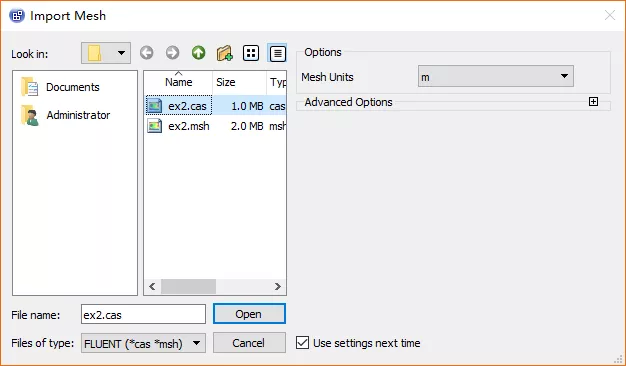 Import Mesh
Look in:
Documents
Administrator
Name Size Typ
ex2.cas 1.0 MB cas
ex2.msh 2.0 MB msh
File name: ex2.cas Open
Files of type: FLUENT (*cas *msh) Cancel
Options
Mesh Units m
Advanced Options
Use settings next time